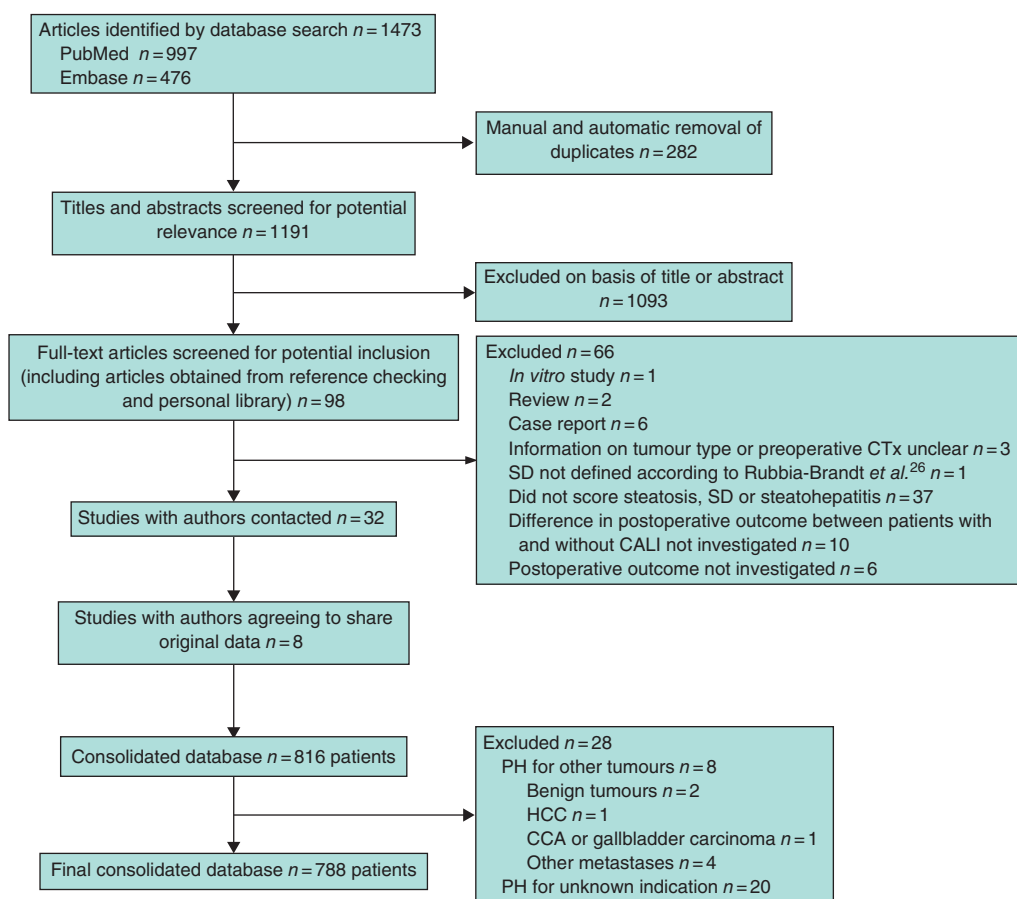 Articles identified by database search n = 1473
PubMed n = 997
Embase n = 476
Manual and automatic removal of
duplicates n = 282
Titles and abstracts screened for potential
relevance n = 1191
Excluded on basis of title or abstract
n = 1093
Full-text articles screened for potential inclusion
(including articles obtained from reference checking
and personal library) n = 98
Excluded n = 66
In vitro study n = 1
Review n = 2
Case report n = 6
Information on tumour type or preoperative CTx unclear n = 3
SD not defined according to Rubbia-Brandt et al.26 n = 1
Did not score steatosis, SD or steatohepatitis n = 37
Difference in postoperative outcome between patients with
and without CALI not investigated n = 10
Postoperative outcome not investigated n = 6
Studies with authors contacted n = 32
Studies with authors agreeing to share
original data n = 8
Consolidated database n = 816 patients
Excluded n = 28
PH for other tumours n = 8
Benign tumours n = 2
HCC n = 1
CCA or gallbladder carcinoma n = 1
Other metastases n = 4
PH for unknown indication n = 20
Final consolidated database n = 788 patients